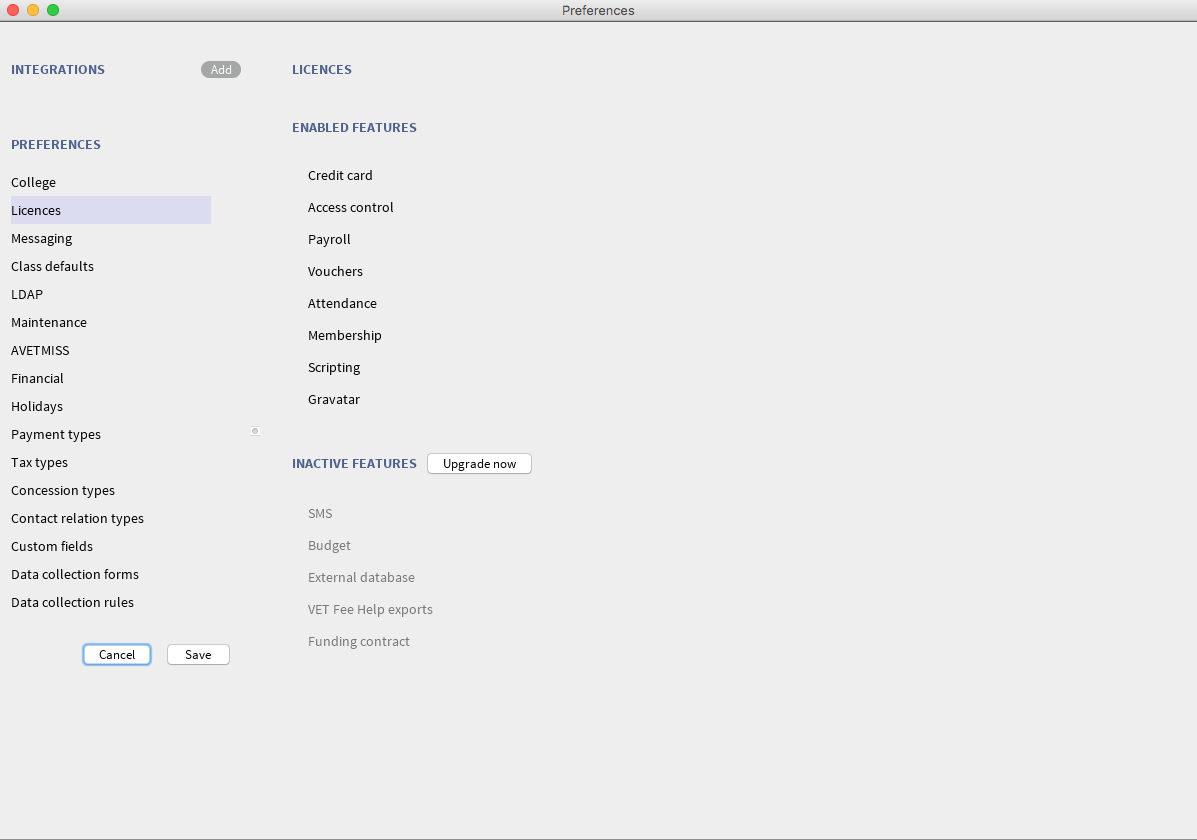 Preferences
INTEGRATIONS Add
PREFERENCES
College
Licences
Messaging
Class defaults
LDAP
Maintenance
AVETMISS
Financial
Holidays
Payment types
Tax types
Concession types
Contact relation types
Custom fields
Data collection forms
Data collection rules
Cancel Save
LICENCES
ENABLED FEATURES
Credit card
Access control
Payroll
Vouchers
Attendance
Membership
Scripting
Gravatar
INACTIVE FEATURES Upgrade now
SMS
Budget
External database
VET Fee Help exports
Funding contract